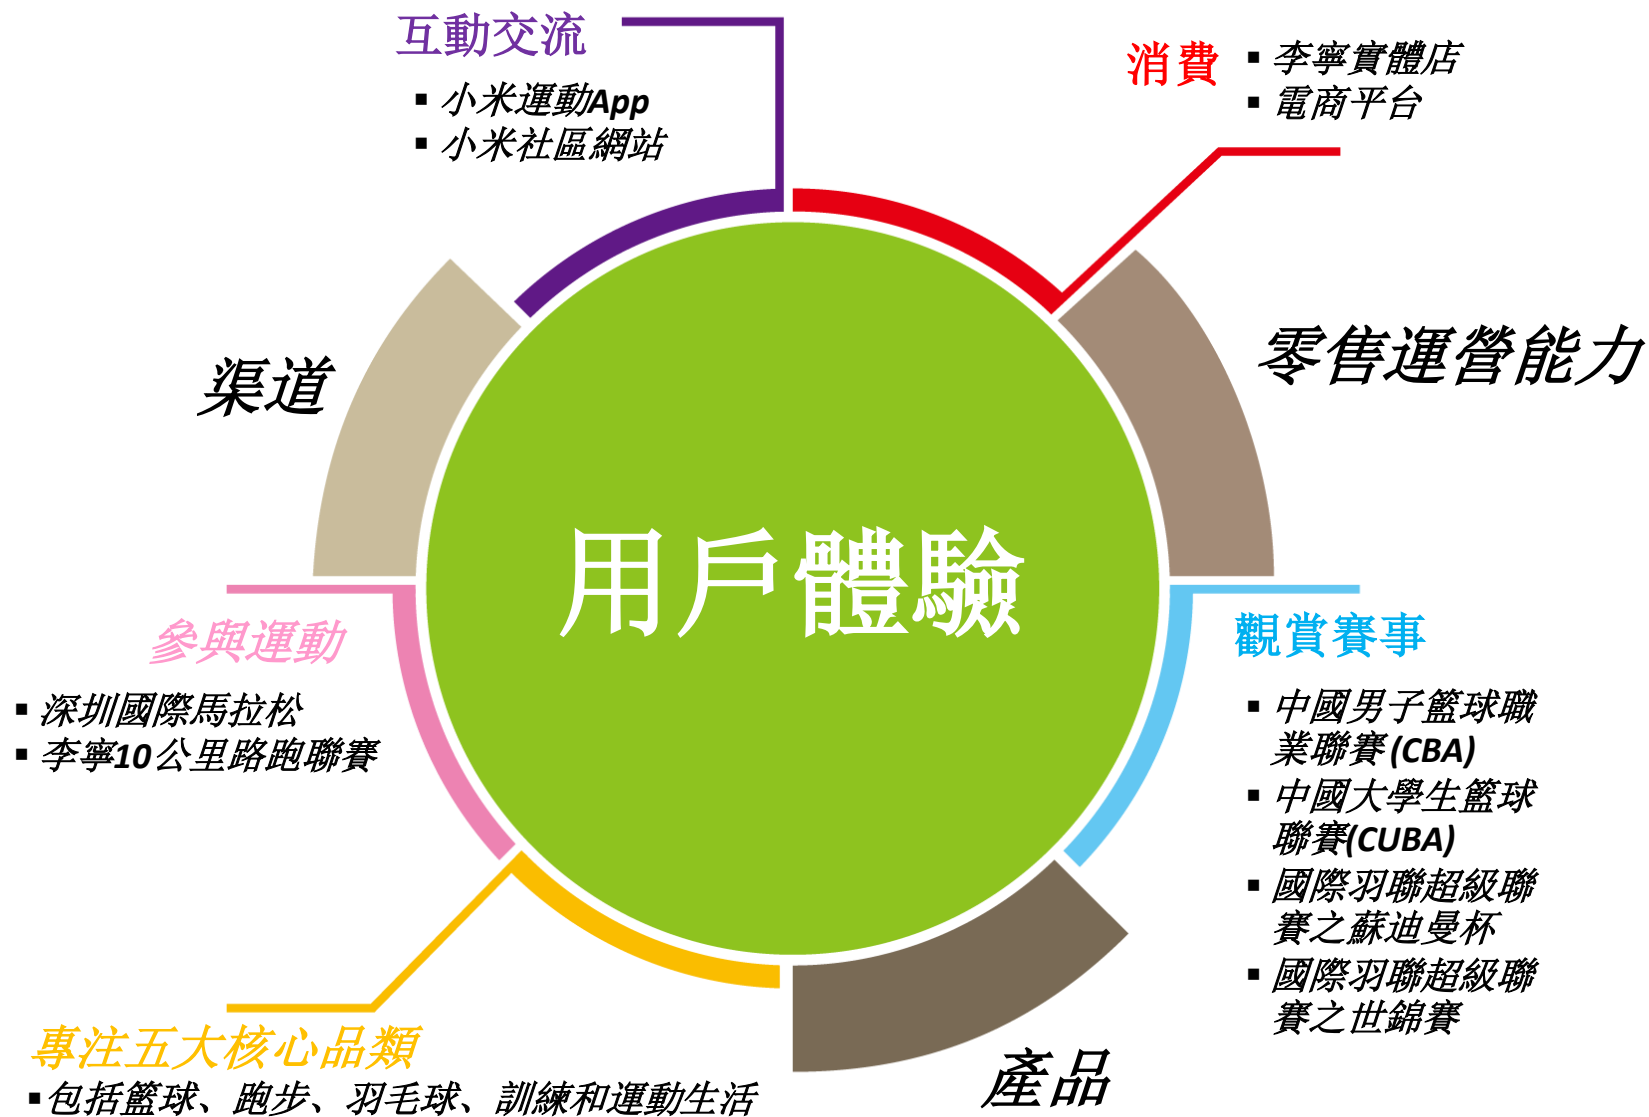 互動交流
▪ 小米運動App
▪ 小米社區網站
消費
▪ 李寧實體店
▪ 電商平台
渠道
零售運營能力
用戶體驗
參與運動
▪ 深圳國際馬拉松
▪ 李寧10公里路跑聯賽
觀賞賽事
▪ 中國男子籃球職
業聯賽 (CBA)
▪ 中國大學生籃球
聯賽(CUBA)
▪ 國際羽聯超級聯
賽之蘇迪曼杯
▪ 國際羽聯超級聯
賽之世錦賽
專注五大核心品類
▪包括籃球、跑步、羽毛球、訓練和運動生活
產品